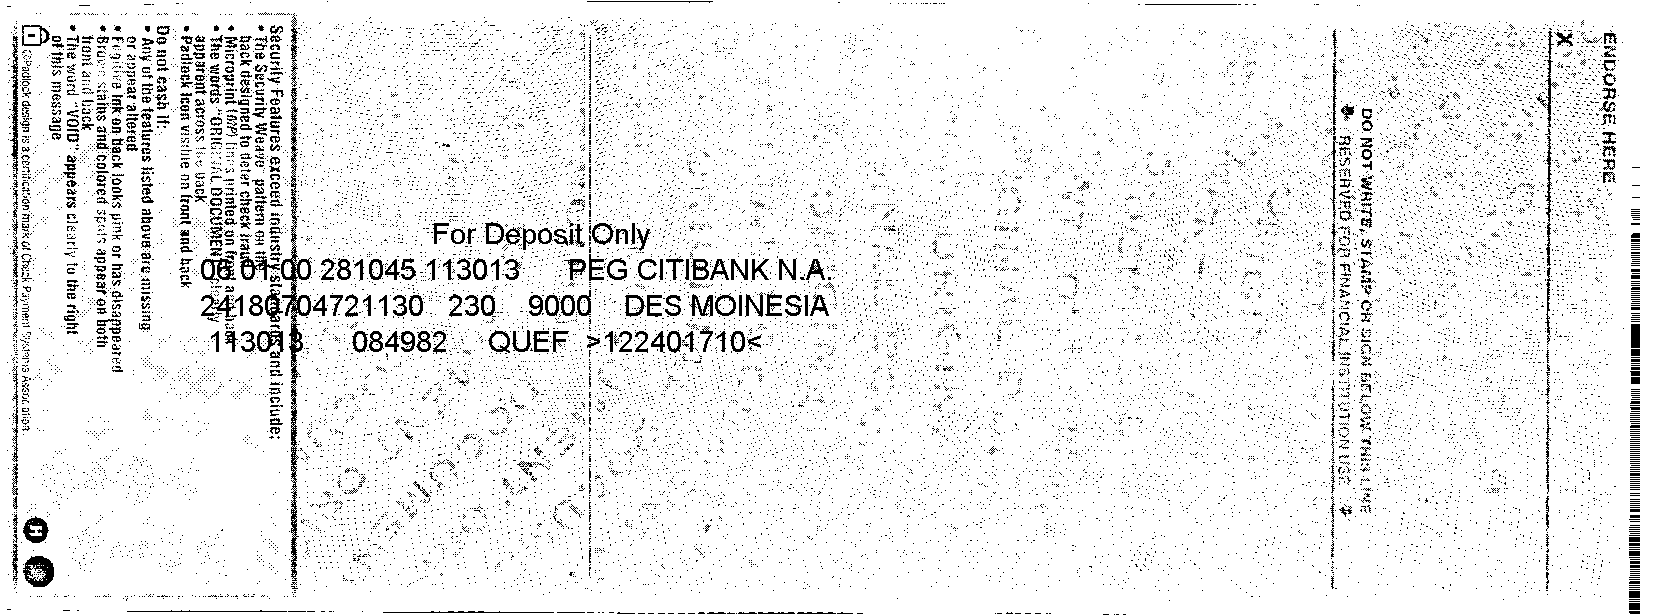 ENDORSE HERE
X
DO NOT WRITE, STAMP OR SIGN BELOW THIS LINE
RESERVED FOR FINANCIAL INSTITUTION USE
For Deposit Only
06 01 00 281045 113013 PEG CITIBANK N.A.
24180704721130 230 9000 DES MOINESIA
113013 084982 QUEF >122401710<
Security Features exceed industry standards and include:
• The Security Weave pattern on
back designed to deter check fraud
• Microprint (MP) lines printed on front and back
• The words "ORIGINAL DOCUMENT"
apparent across the back
• Padlock icon visible on front and back
Do not cash if:
• Any of the features listed above are missing
or appear altered
• Fugitive ink on back looks pink or has disappeared
• Brown stains and colored spots appear on both
front and back
• The word "VOID" appears clearly to the right
of this message
Padlock design is a certification mark of Check Payment Systems Association